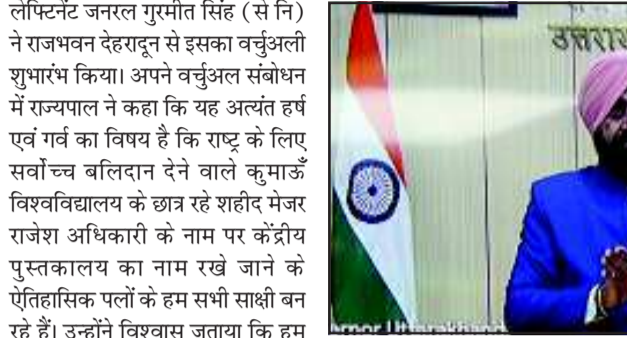 लेफ्टिनेंट जनरल गुरमीत सिंह (से नि)
ने राजभवन देहरादून से इसका वर्चुअली
शुभारंभ किया। अपने वर्चुअल संबोधन
में राज्यपाल ने कहा कि यह अत्यंत हर्ष
एवं गर्व का विषय है कि राष्ट्र के लिए
सर्वोच्च बलिदान देने वाले कुमाऊँ
विश्वविद्यालय के छात्र रहे शहीद मेजर
राजेश अधिकारी के नाम पर केंद्रीय
पुस्तकालय का नाम रखे जाने के
ऐतिहासिक पलों के हम सभी साक्षी बन
रहे हैं। उन्होंने विश्वास जताया कि हम
Uttarakhand